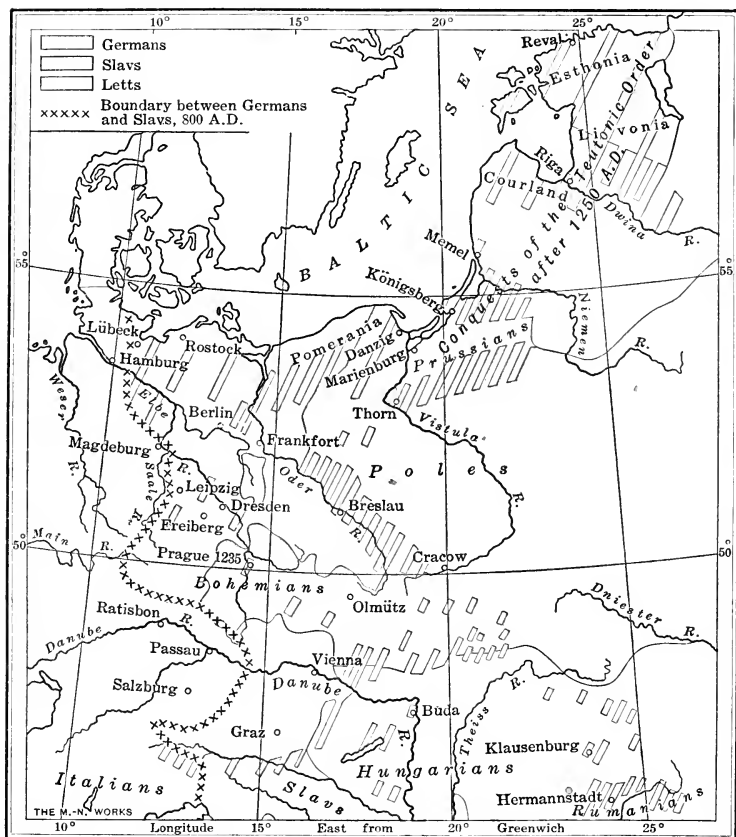 10° 15° 20° 25°
Germans
Slavs
Letts
××××× Boundary between Germans
and Slavs, 800 A.D.
Reval
Esthonia
Livonia
Riga
Courland
Dwina R.
BALTIC SEA
Conquests of the Teutonic Order
after 1250 A.D.
Memel
55° 55°
Königsberg
Niemen R.
Lübeck
Rostock
Pomerania
Danzig
Hamburg
Marienburg
Prussians
Weser R.
Elbe R.
Berlin
Thorn
Vistula R.
Magdeburg
Frankfort
Saale R.
Oder R.
Poles
Leipzig
Dresden
Breslau
Freiberg
50° 50°
Main R.
Prague 1235
Cracow
Bohemians
Olmütz
Dniester R.
Ratisbon
Danube R.
Passau
Vienna
Salzburg
Danube R.
Buda
Theiss R.
Graz
Klausenburg
Hungarians
Italians
Slavs
Hermannstadt
Rumanians
THE M.-N. WORKS
10° Longitude 15° East from 20° Greenwich 25°